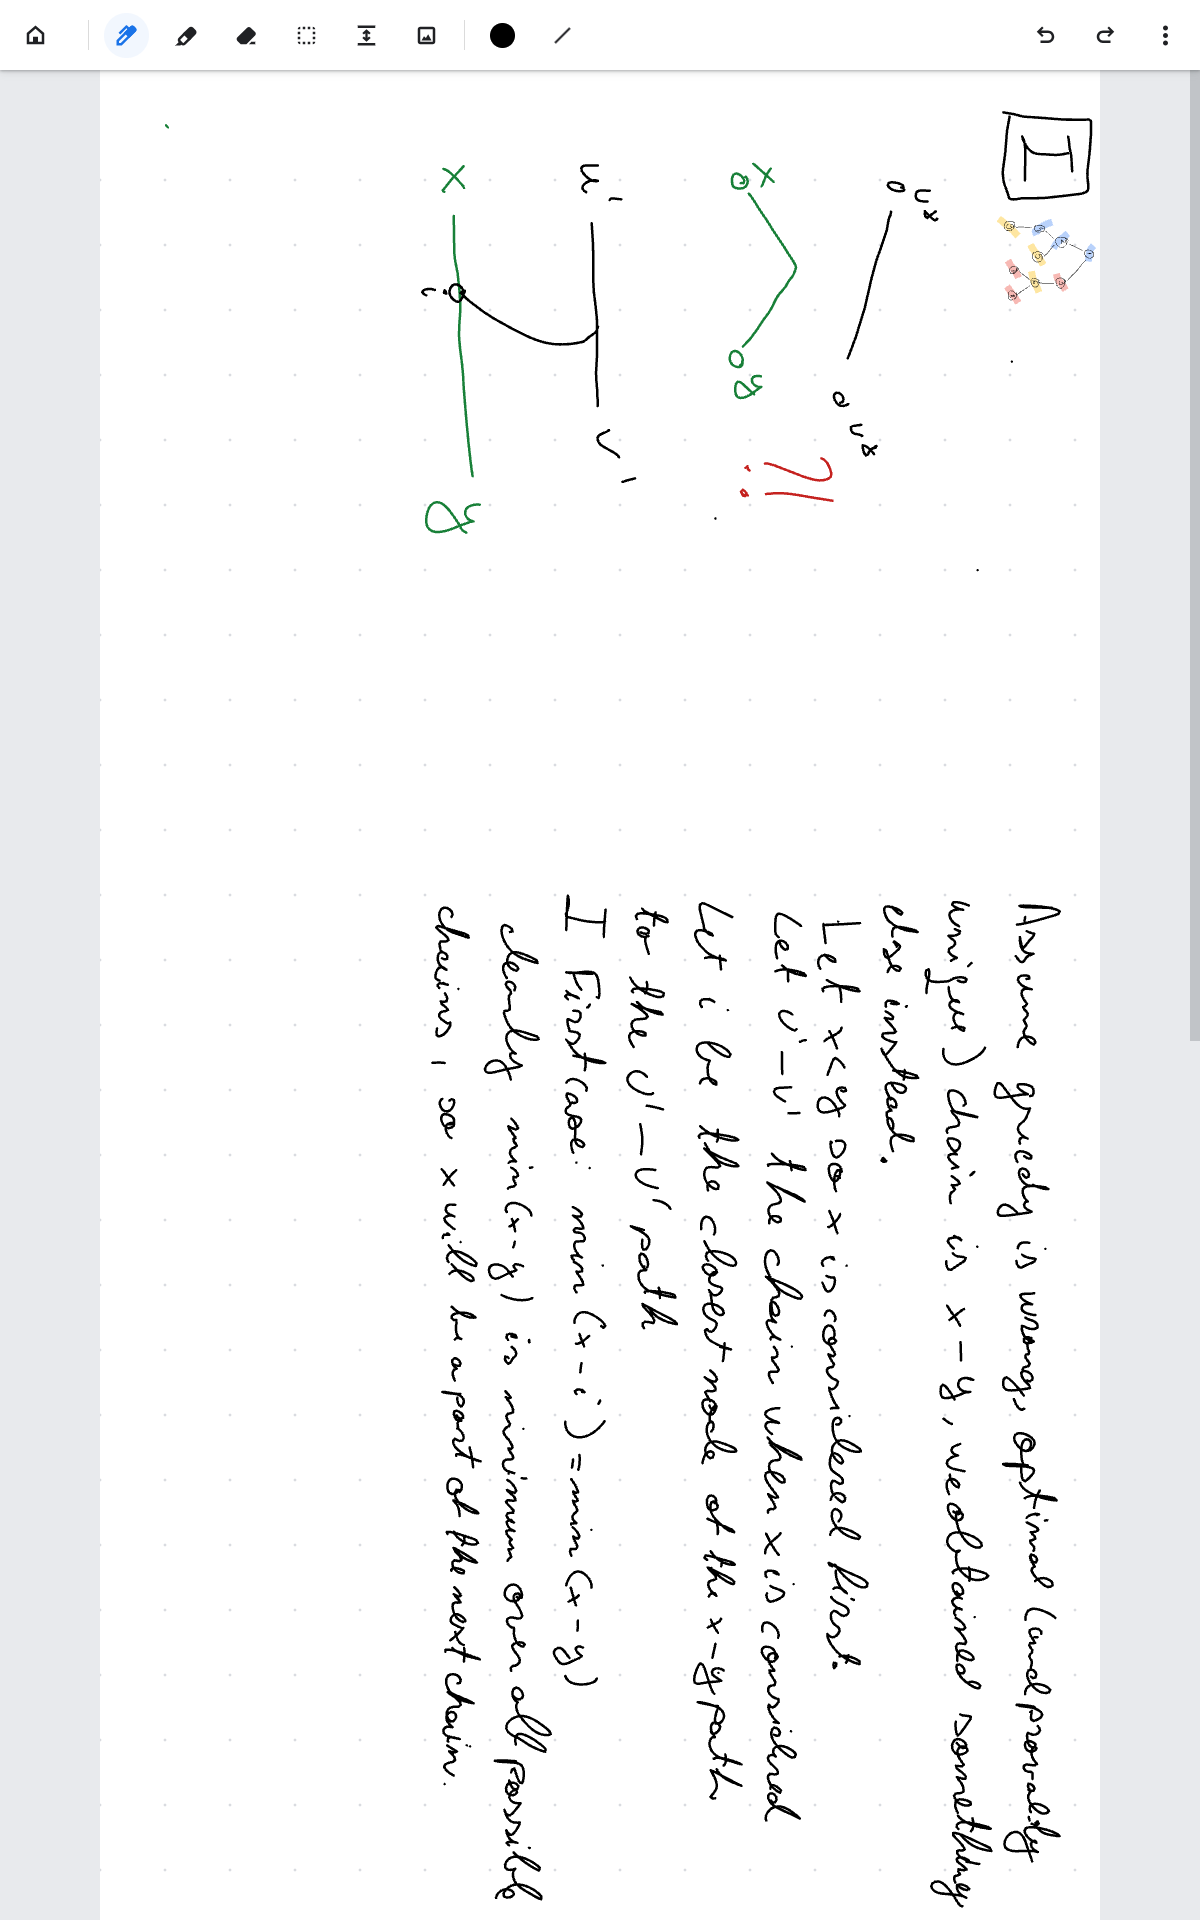 I
u*
v*
x
y
?!
u'
v'
x
i
y
Assume greedy is wrong, optimal (and provably
unique) chain is x-y, we obtained something
else instead.
Let x<y so x is considered first.
Let u'-v' the chain when x is considered
Let i be the closest node of the x-y path
to the u'-v' path
I First case: min(x-i)=min(x-y)
clearly min(x-y) is minimum over all possible
chains, so x will be a part of the next chain.